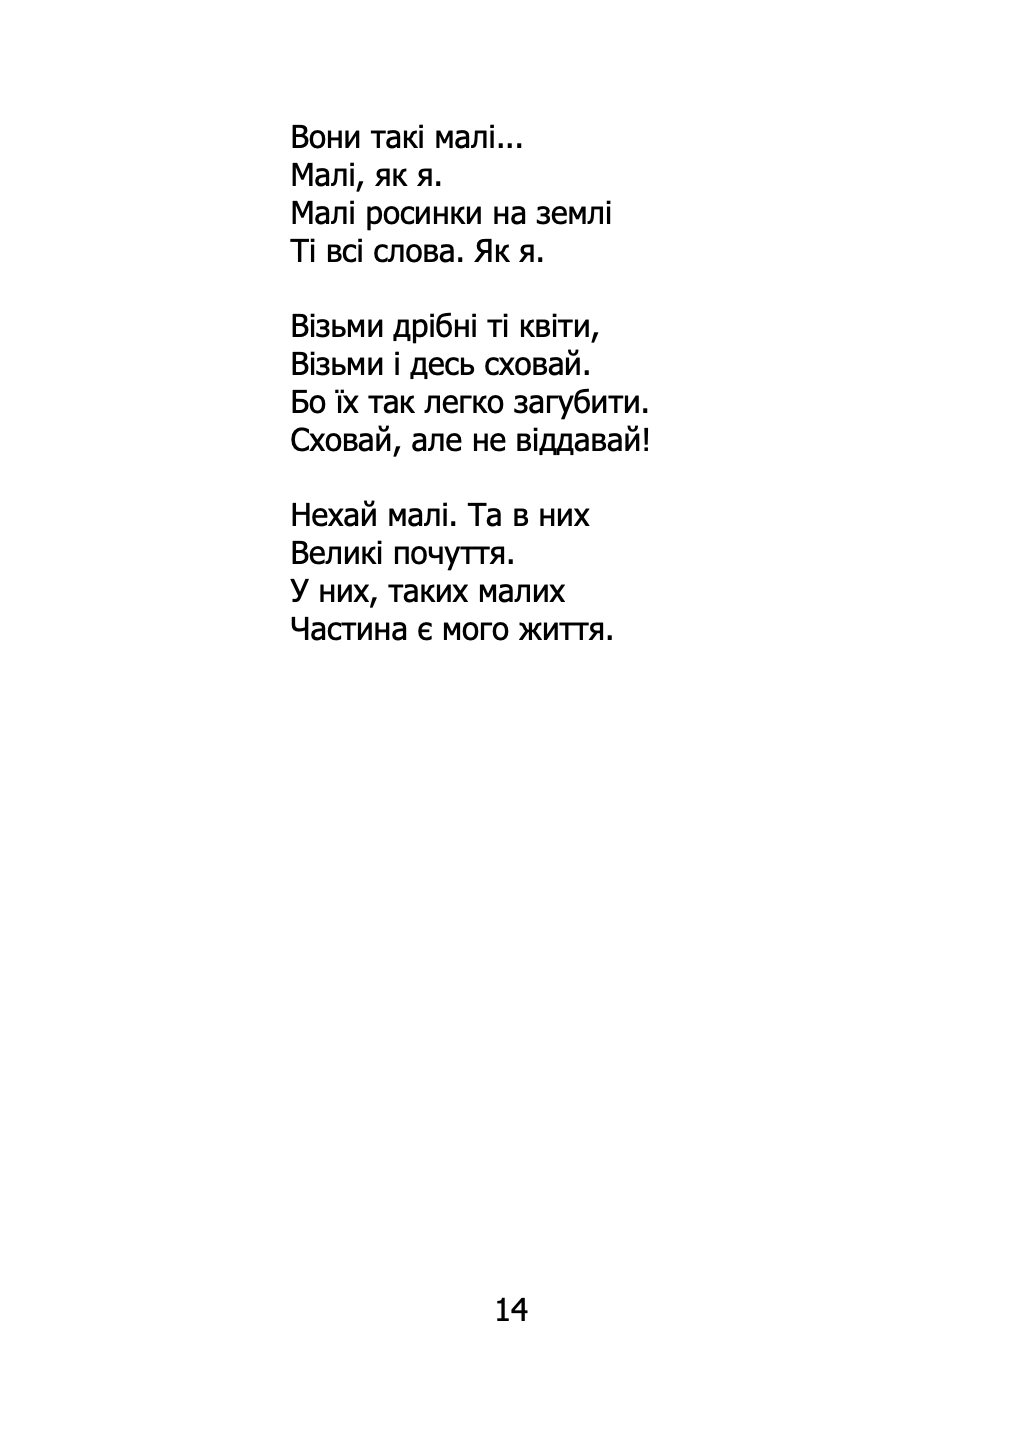 Вони такі малі...
Малі, як я.
Малі росинки на землі
Ті всі слова. Як я.

Візьми дрібні ті квіти,
Візьми і десь сховай.
Бо їх так легко загубити.
Сховай, але не віддавай!

Нехай малі. Та в них
Великі почуття.
У них, таких малих
Частина є мого життя.

14